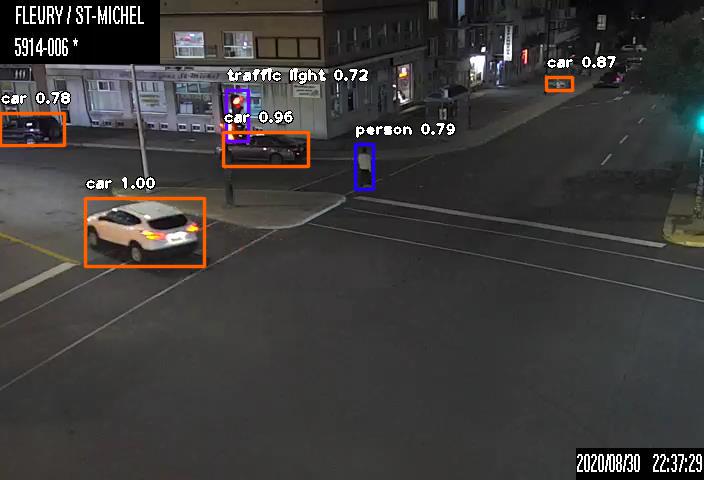 FLEURY / ST-MICHEL
5914-006 *
car 0.87
traffic light 0.72
car 0.78
car 0.96
person 0.79
car 1.00
2020/08/30 22:37:29